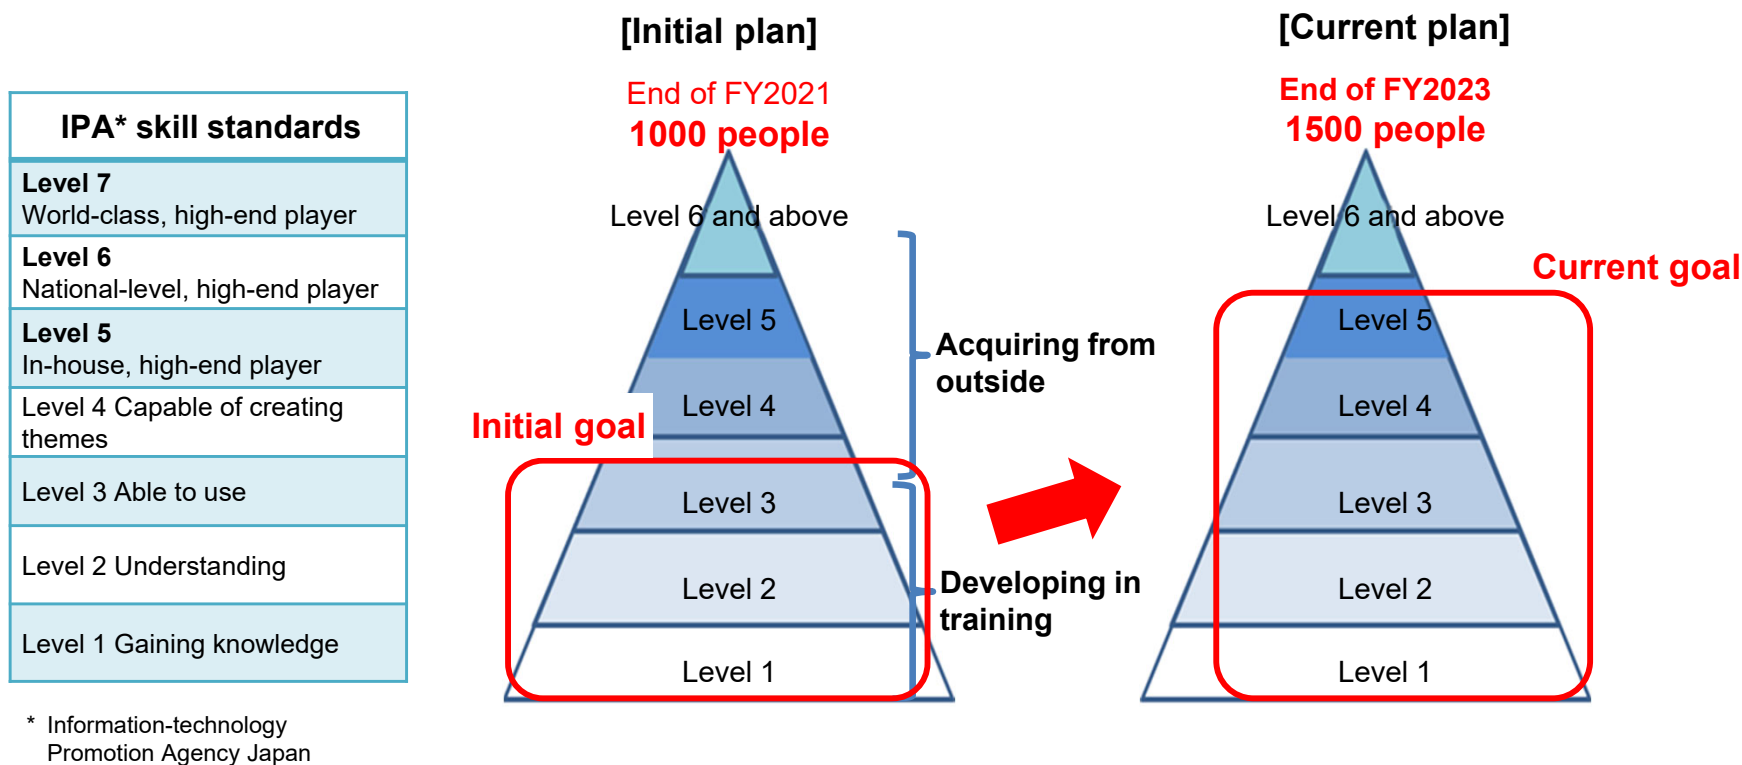 IPA* skill standards
Level 7
World-class, high-end player
Level 6
National-level, high-end player
Level 5
In-house, high-end player
Level 4 Capable of creating
themes
Level 3 Able to use
Level 2 Understanding
Level 1 Gaining knowledge
* Information-technology
Promotion Agency Japan
[Initial plan]
End of FY2021
1000 people
Level 6 and above
Level 5
Level 4
Level 3
Level 2
Level 1
Initial goal
Acquiring from
outside
Developing in
training
[Current plan]
End of FY2023
1500 people
Level 6 and above
Current goal
Level 5
Level 4
Level 3
Level 2
Level 1